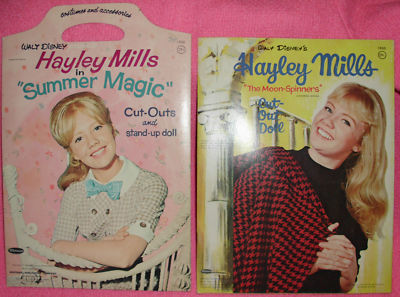 costumes and accessories
WALT DISNEY
Hayley Mills
in
"Summer Magic"
Cut-Outs
and
stand-up doll
WALT DISNEY'S
Hayley Mills
"The Moon-Spinners"
Cut-
Out
Doll